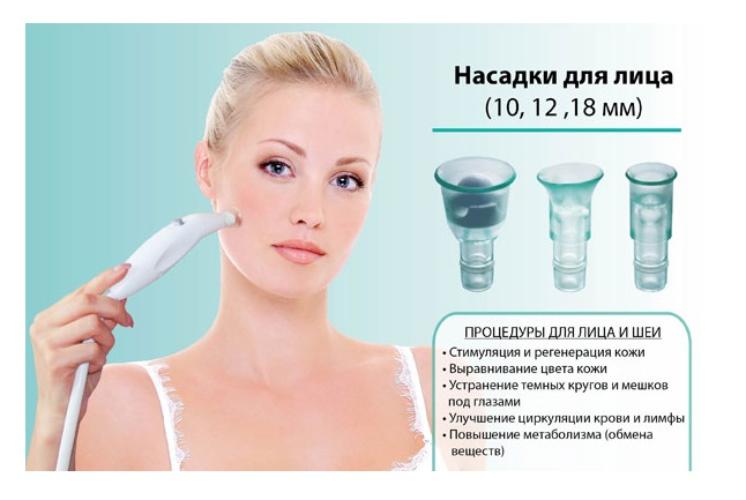 Насадки для лица
(10, 12 ,18 мм)
ПРОЦЕДУРЫ ДЛЯ ЛИЦА И ШЕИ
• Стимуляция и регенерация кожи
• Выравнивание цвета кожи
• Устранение темных кругов и мешков
под глазами
• Улучшение циркуляции крови и лимфы
• Повышение метаболизма (обмена
веществ)